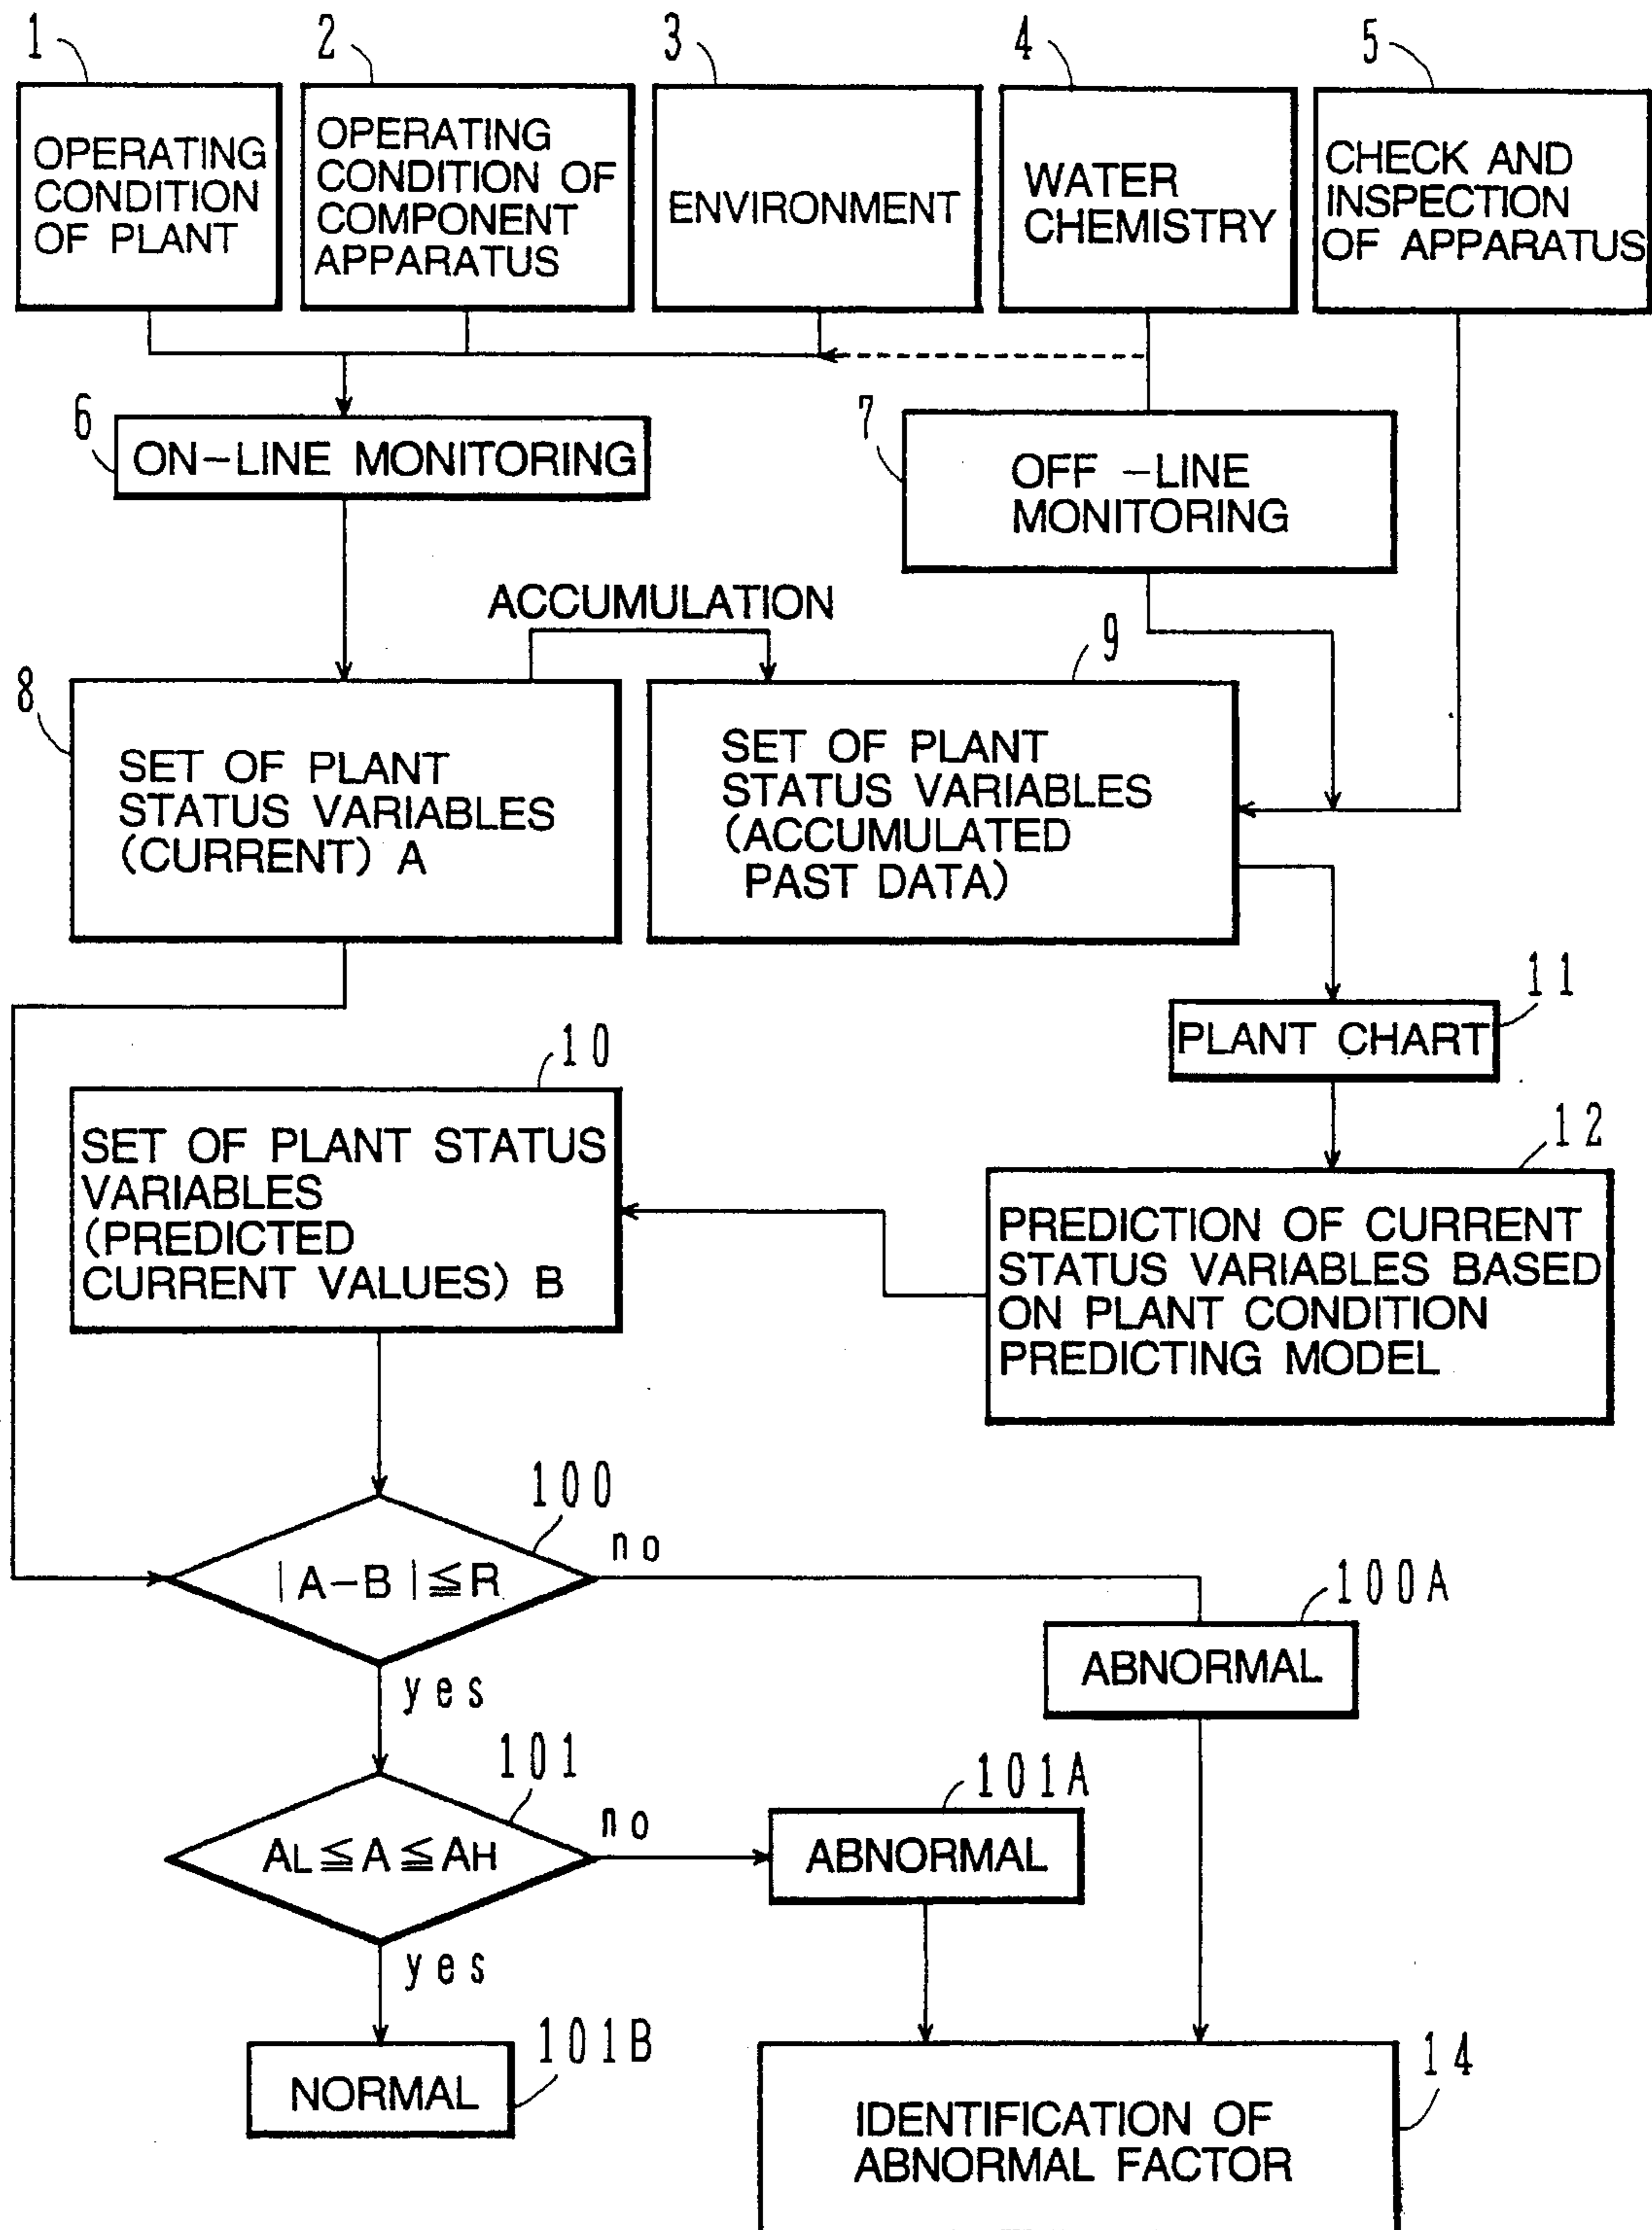 1
2
3
4
5
OPERATING
CONDITION
OF PLANT
OPERATING
CONDITION OF
COMPONENT
APPARATUS
ENVIRONMENT
WATER
CHEMISTRY
CHECK AND
INSPECTION
OF APPARATUS
6
ON-LINE MONITORING
7
OFF -LINE
MONITORING
ACCUMULATION
8
SET OF PLANT
STATUS VARIABLES
(CURRENT) A
9
SET OF PLANT
STATUS VARIABLES
(ACCUMULATED
PAST DATA)
11
PLANT CHART
10
SET OF PLANT STATUS
VARIABLES
(PREDICTED
CURRENT VALUES) B
12
PREDICTION OF CURRENT
STATUS VARIABLES BASED
ON PLANT CONDITION
PREDICTING MODEL
100
|A-B|≦R
no
yes
100A
ABNORMAL
101
AL≦A≦AH
no
yes
101A
ABNORMAL
101B
NORMAL
14
IDENTIFICATION OF
ABNORMAL FACTOR